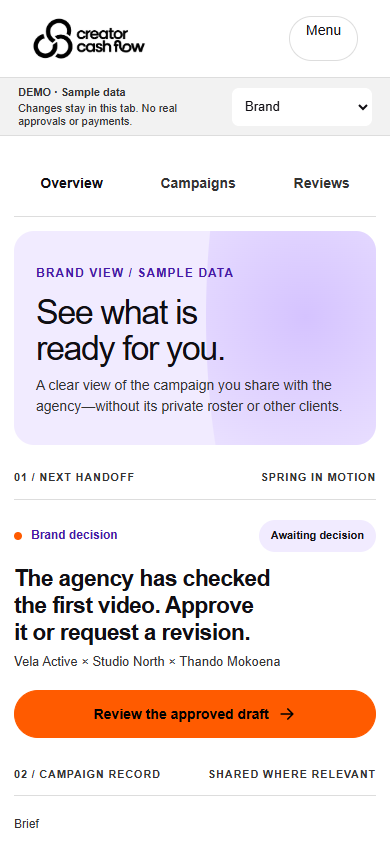 creator
cash flow
Menu
DEMO · Sample data
Changes stay in this tab. No real
approvals or payments.
Brand
Overview
Campaigns
Reviews
BRAND VIEW / SAMPLE DATA
See what is
ready for you.
A clear view of the campaign you share with the
agency—without its private roster or other clients.
01 / NEXT HANDOFF
SPRING IN MOTION
Brand decision
Awaiting decision
The agency has checked
the first video. Approve
it or request a revision.
Vela Active × Studio North × Thando Mokoena
Review the approved draft →
02 / CAMPAIGN RECORD
SHARED WHERE RELEVANT
Brief